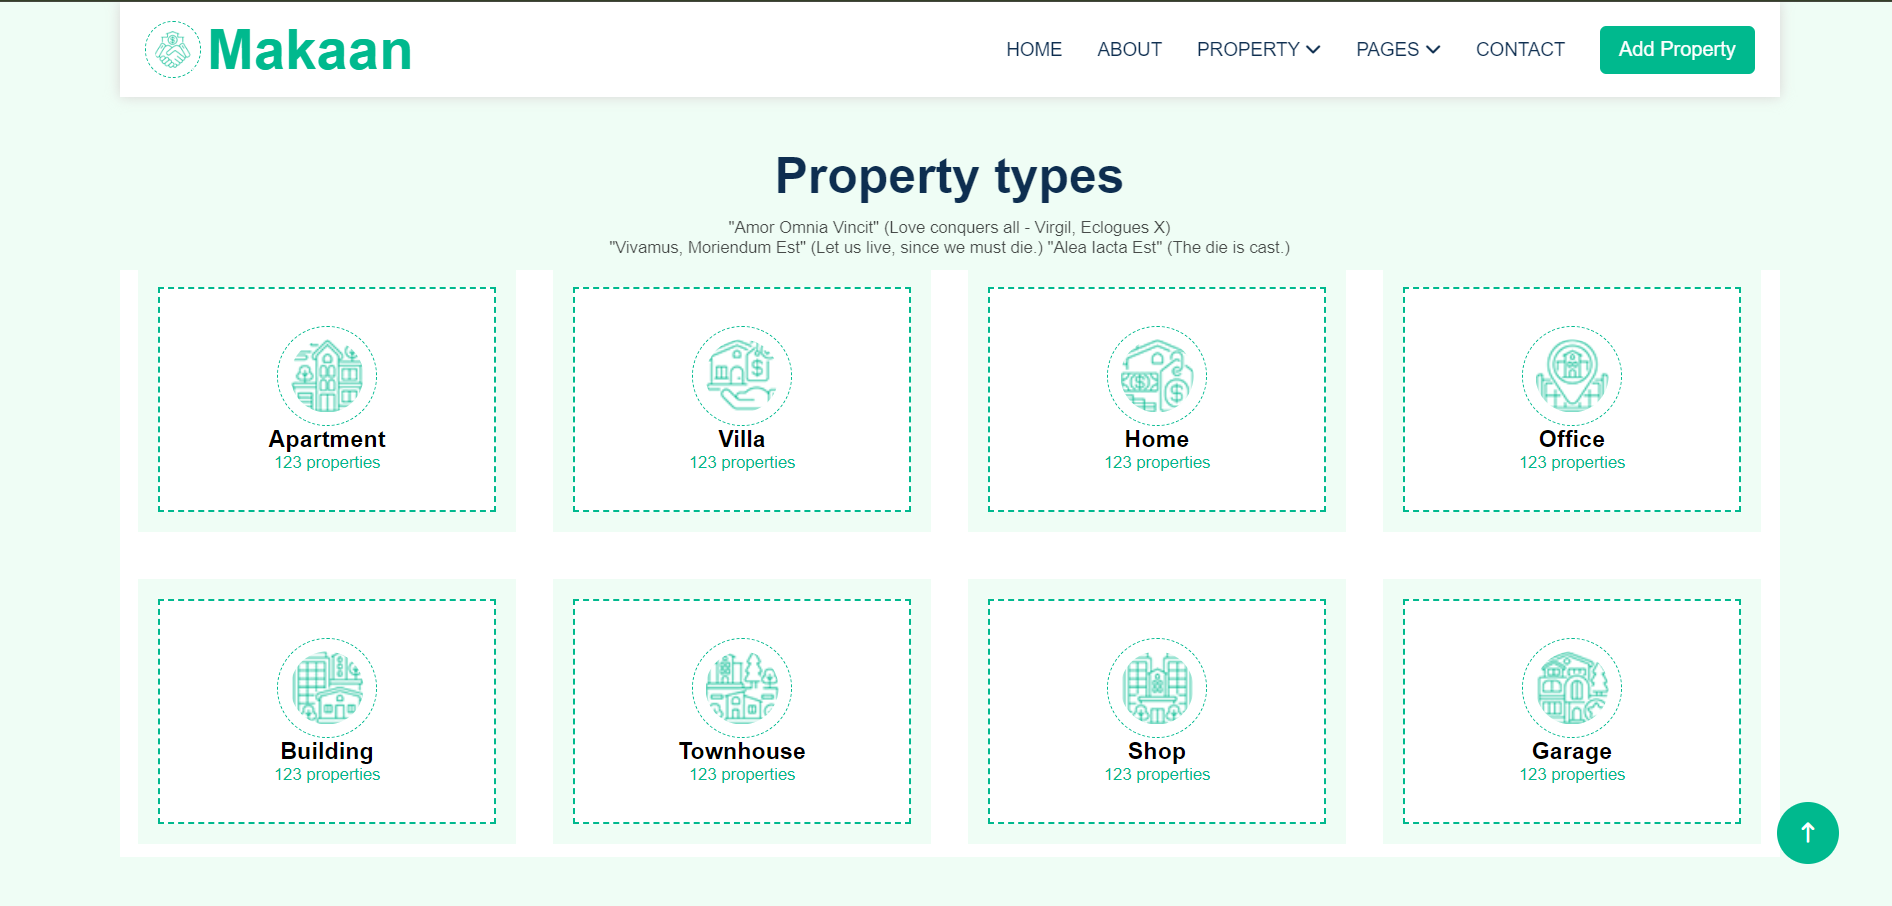 Makaan
HOME ABOUT PROPERTY PAGES CONTACT Add Property
Property types
"Amor Omnia Vincit" (Love conquers all - Virgil, Eclogues X)
"Vivamus, Moriendum Est" (Let us live, since we must die.) "Alea Iacta Est" (The die is cast.)
Apartment
123 properties
Villa
123 properties
Home
123 properties
Office
123 properties
Building
123 properties
Townhouse
123 properties
Shop
123 properties
Garage
123 properties